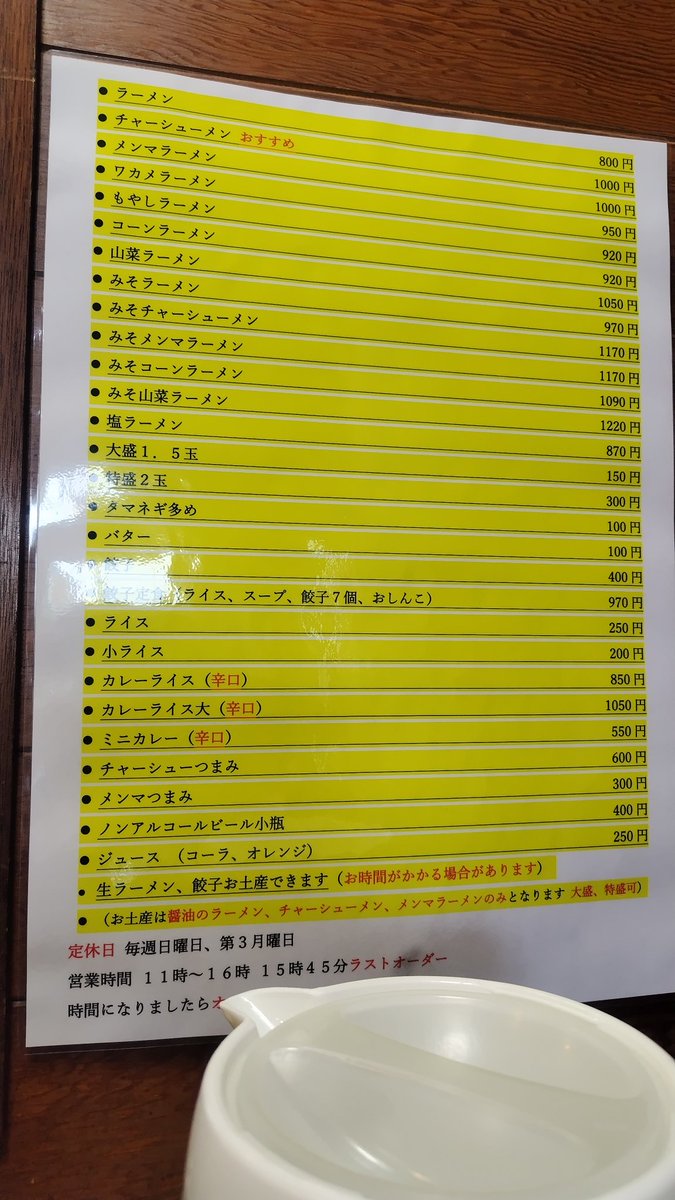 ● ラーメン 800円
● チャーシューメン おすすめ 1000円
● メンマラーメン 1000円
● ワカメラーメン 950円
● もやしラーメン 920円
● コーンラーメン 920円
● 山菜ラーメン 1050円
● みそラーメン 970円
● みそチャーシューメン 1170円
● みそメンマラーメン 1170円
● みそコーンラーメン 1090円
● みそ山菜ラーメン 1220円
● 塩ラーメン 870円
● 大盛1.5玉 150円
● 特盛2玉 300円
● タマネギ多め 100円
● バター 100円
● 餃子 400円
● 餃子定食（ライス、スープ、餃子7個、おしんこ） 970円
● ライス 250円
● 小ライス 200円
● カレーライス（辛口） 850円
● カレーライス大（辛口） 1050円
● ミニカレー（辛口） 550円
● チャーシューつまみ 600円
● メンマつまみ 300円
● ノンアルコールビール小瓶 400円
● ジュース （コーラ、オレンジ） 250円
● 生ラーメン、餃子お土産できます（お時間がかかる場合があります）
● （お土産は醤油のラーメン、チャーシューメン、メンマラーメンのみとなります 大盛、特盛可）
定休日 毎週日曜日、第3月曜日
営業時間 11時～16時 15時45分ラストオーダー
時間になりましたら